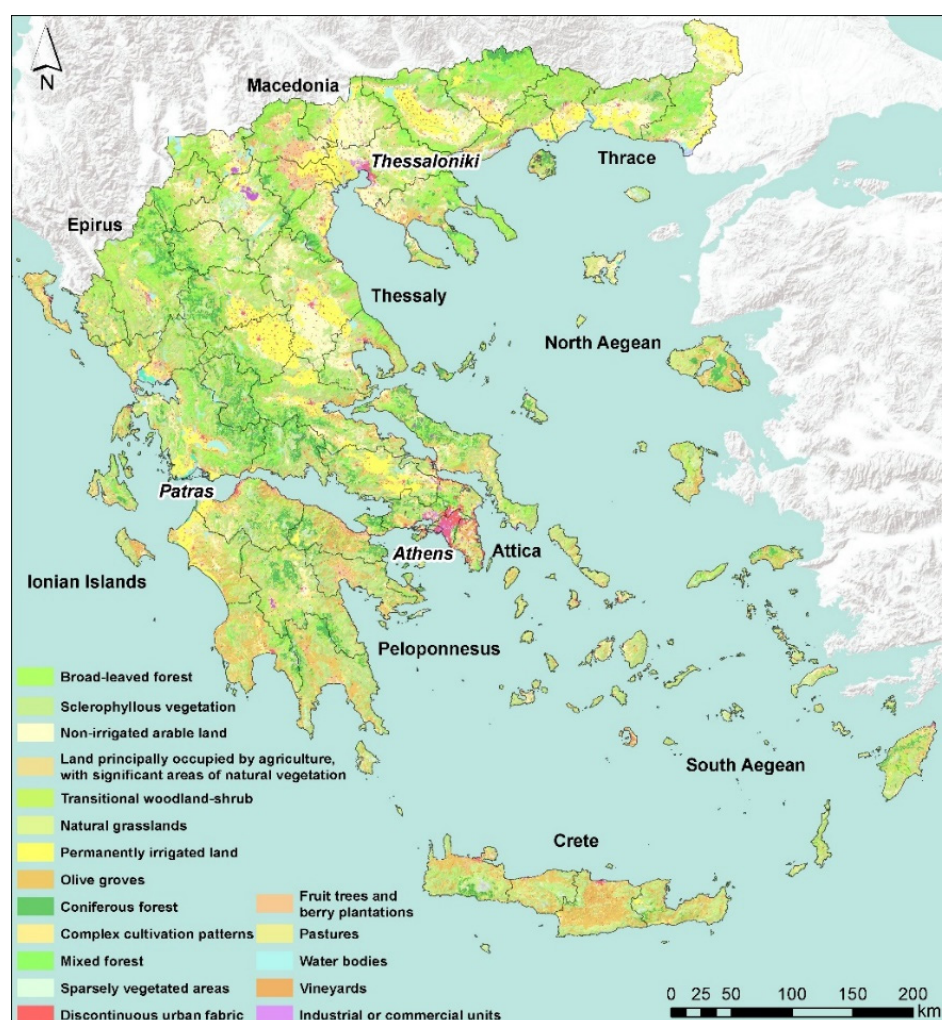 N
Macedonia
Thessaloniki
Thrace
Epirus
Thessaly
North Aegean
Patras
Athens
Attica
Ionian Islands
Peloponnesus
South Aegean
Crete
Broad-leaved forest
Sclerophyllous vegetation
Non-irrigated arable land
Land principally occupied by agriculture,
with significant areas of natural vegetation
Transitional woodland-shrub
Natural grasslands
Permanently irrigated land
Olive groves
Coniferous forest
Complex cultivation patterns
Mixed forest
Sparsely vegetated areas
Discontinuous urban fabric
Fruit trees and
berry plantations
Pastures
Water bodies
Vineyards
Industrial or commercial units
0 25 50 100 150 200
km